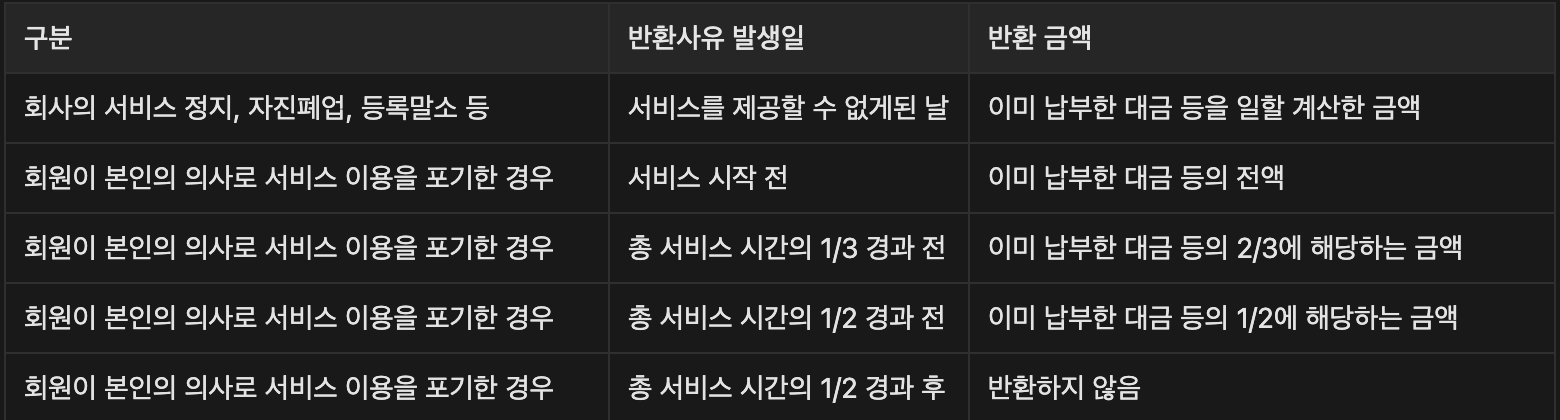 구분 반환사유 발생일 반환 금액
회사의 서비스 정지, 자진폐업, 등록말소 등 서비스를 제공할 수 없게된 날 이미 납부한 대금 등을 일할 계산한 금액
회원이 본인의 의사로 서비스 이용을 포기한 경우 서비스 시작 전 이미 납부한 대금 등의 전액
회원이 본인의 의사로 서비스 이용을 포기한 경우 총 서비스 시간의 1/3 경과 전 이미 납부한 대금 등의 2/3에 해당하는 금액
회원이 본인의 의사로 서비스 이용을 포기한 경우 총 서비스 시간의 1/2 경과 전 이미 납부한 대금 등의 1/2에 해당하는 금액
회원이 본인의 의사로 서비스 이용을 포기한 경우 총 서비스 시간의 1/2 경과 후 반환하지 않음